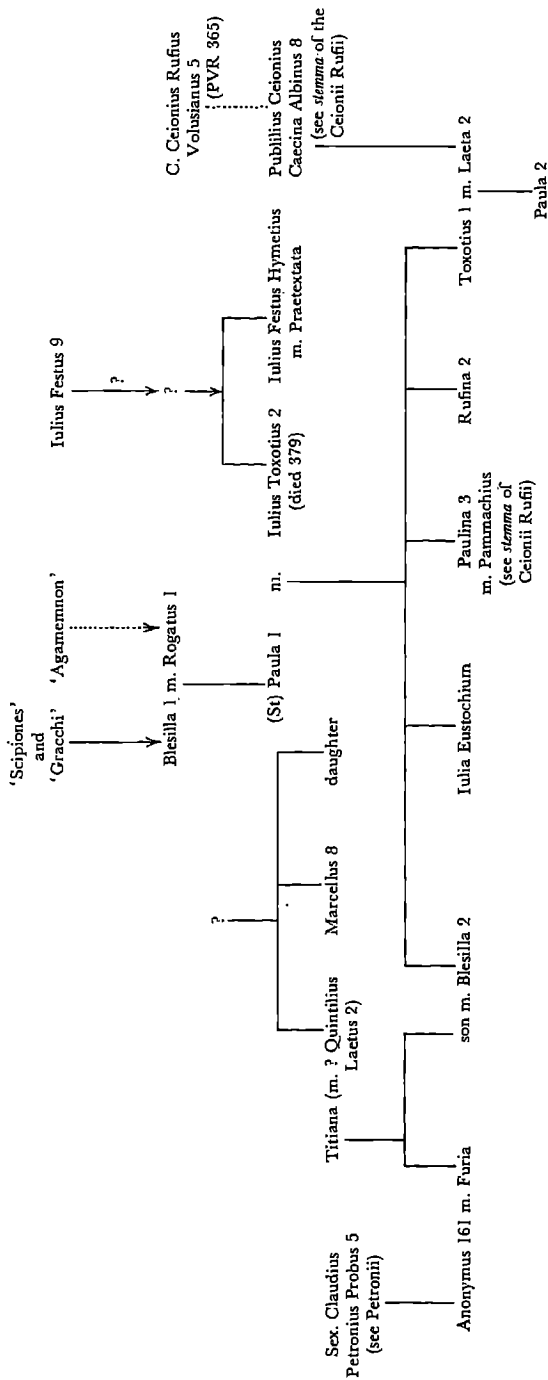 'Scipiones'
and
'Gracchi'
'Agamemnon'
Iulius Festus 9
C. Ceionius Rufius
Volusianus 5
(PVR 365)
?
Blesilla 1 m. Rogatus 1
?
?
Sex. Claudius
Petronius Probus 5
(see Petronii)
Titiana (m. ? Quintilius
Laetus 2)
Marcellus 8
daughter
(St) Paula 1
m.
Iulius Toxotius 2
(died 379)
Iulius Festus Hymetius
m. Praetextata
Publilius Ceionius
Caecina Albinus 8
(see stemma of the
Ceionii Rufii)
Anonymus 161 m. Furia
son m. Blesilla 2
Iulia Eustochium
Paulina 3
m. Pammachius
(see stemma of
Ceionii Rufii)
Rufina 2
Toxotius 1 m. Laeta 2
Paula 2